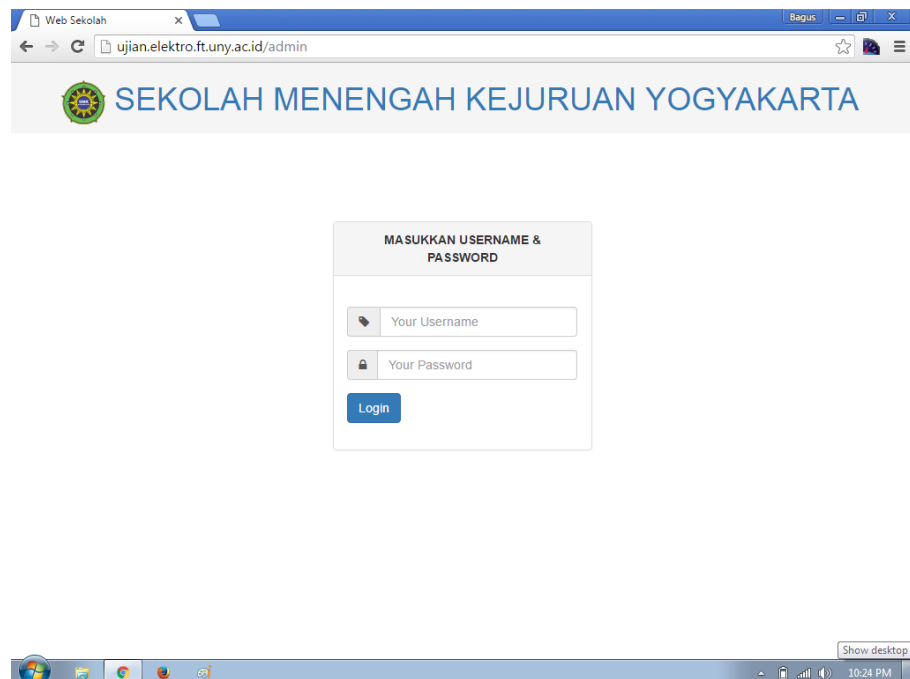 Web Sekolah
Bagus
ujian.elektro.ft.uny.ac.id/admin
SEKOLAH MENENGAH KEJURUAN YOGYAKARTA
MASUKKAN USERNAME &
PASSWORD
Your Username
Your Password
Login
Show desktop
10:24 PM